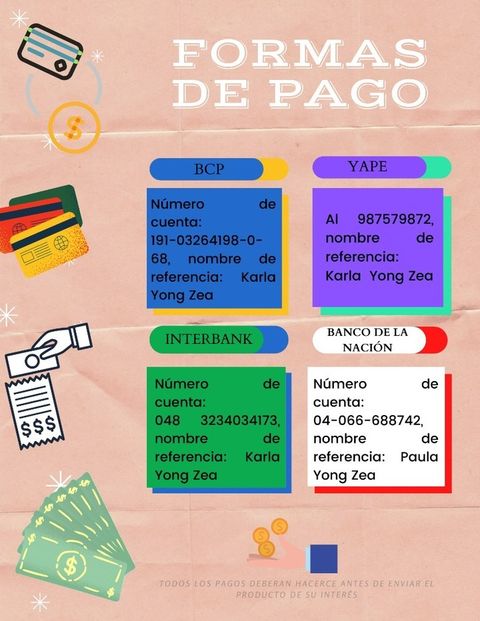 FORMAS
DE PAGO
BCP
Número de
cuenta:
191-03264198-0-
68, nombre de
referencia: Karla
Yong Zea
YAPE
Al 987579872,
nombre de
referencia:
Karla Yong Zea
INTERBANK
Número de
cuenta:
048 3234034173,
nombre de
referencia: Karla
Yong Zea
BANCO DE LA
NACIÓN
Número de
cuenta:
04-066-688742,
nombre de
referencia: Paula
Yong Zea
$
$$$
$
TODOS LOS PAGOS DEBERAN HACERCE ANTES DE ENVIAR EL
PRODUCTO DE SU INTERÉS